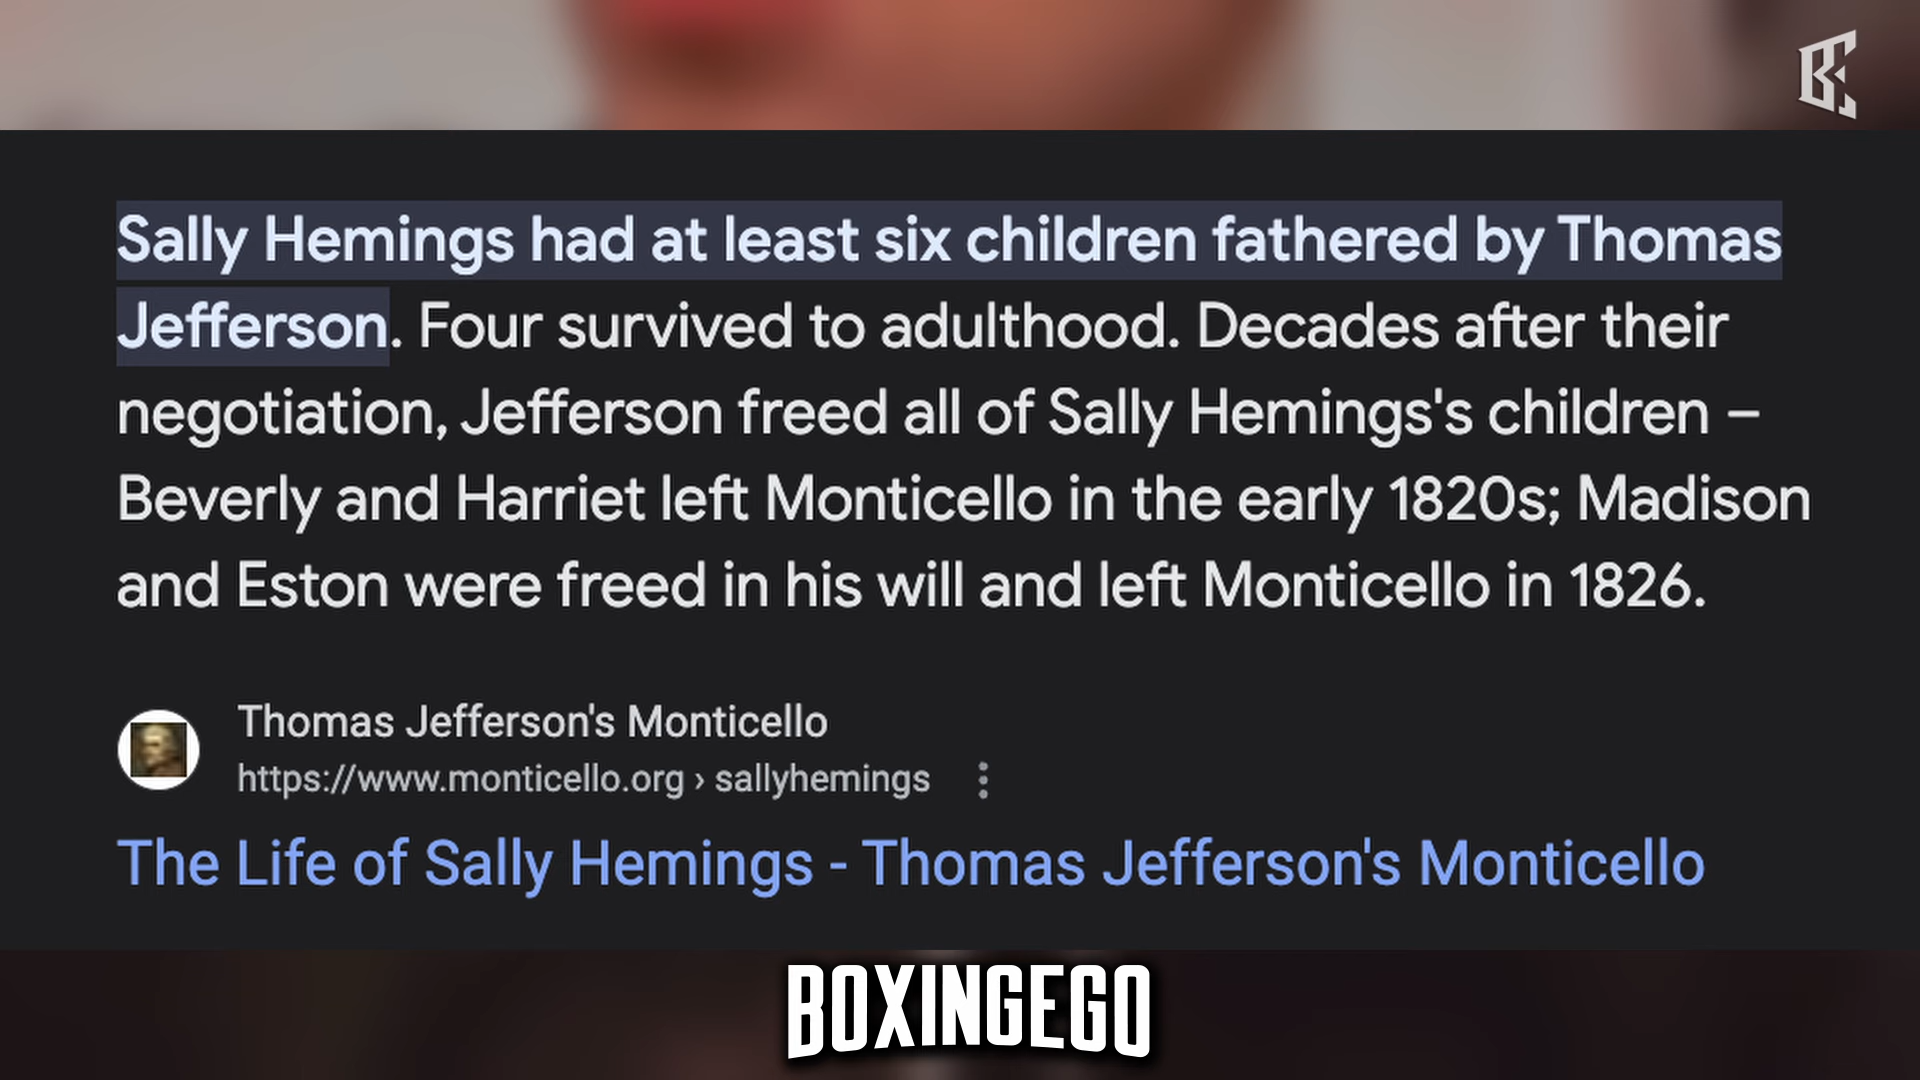 Sally Hemings had at least six children fathered by Thomas
Jefferson. Four survived to adulthood. Decades after their
negotiation, Jefferson freed all of Sally Hemings's children –
Beverly and Harriet left Monticello in the early 1820s; Madison
and Eston were freed in his will and left Monticello in 1826.
Thomas Jefferson's Monticello
https://www.monticello.org › sallyhemings
The Life of Sally Hemings - Thomas Jefferson's Monticello
BOXINGEGO